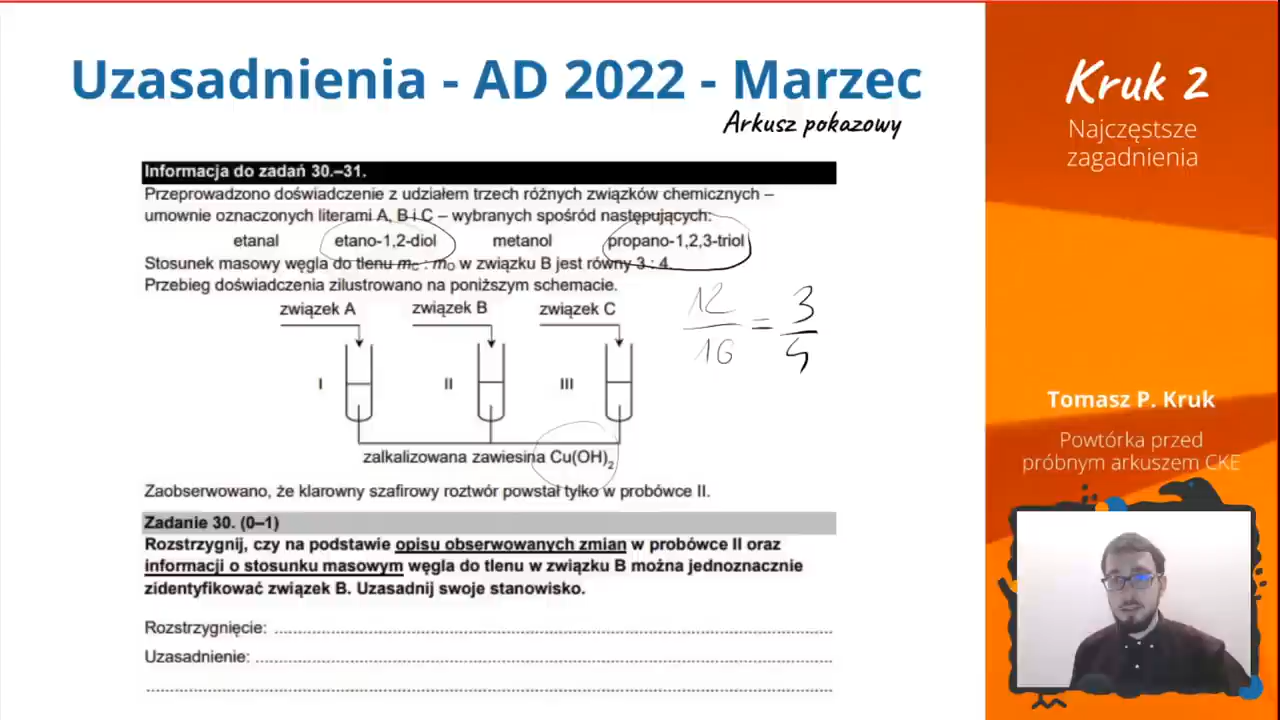 Uzasadnienia - AD 2022 - Marzec
Arkusz pokazowy
Informacja do zadań 30.–31.
Przeprowadzono doświadczenie z udziałem trzech różnych związków chemicznych –
umownie oznaczonych literami A, B i C – wybranych spośród następujących:
etanal etano-1,2-diol metanol propano-1,2,3-triol
Stosunek masowy węgla do tlenu mC : mO w związku B jest równy 3 : 4.
Przebieg doświadczenia zilustrowano na poniższym schemacie.
związek A związek B związek C
12/16 = 3/4
I II III
zalkalizowana zawiesina Cu(OH)2
Zaobserwowano, że klarowny szafirowy roztwór powstał tylko w probówce II.
Zadanie 30. (0–1)
Rozstrzygnij, czy na podstawie opisu obserwowanych zmian w probówce II oraz
informacji o stosunku masowym węgla do tlenu w związku B można jednoznacznie
zidentyfikować związek B. Uzasadnij swoje stanowisko.
Rozstrzygnięcie:
Uzasadnienie:
Kruk 2
Najczęstsze
zagadnienia
Tomasz P. Kruk
Powtórka przed
próbnym arkuszem CKE